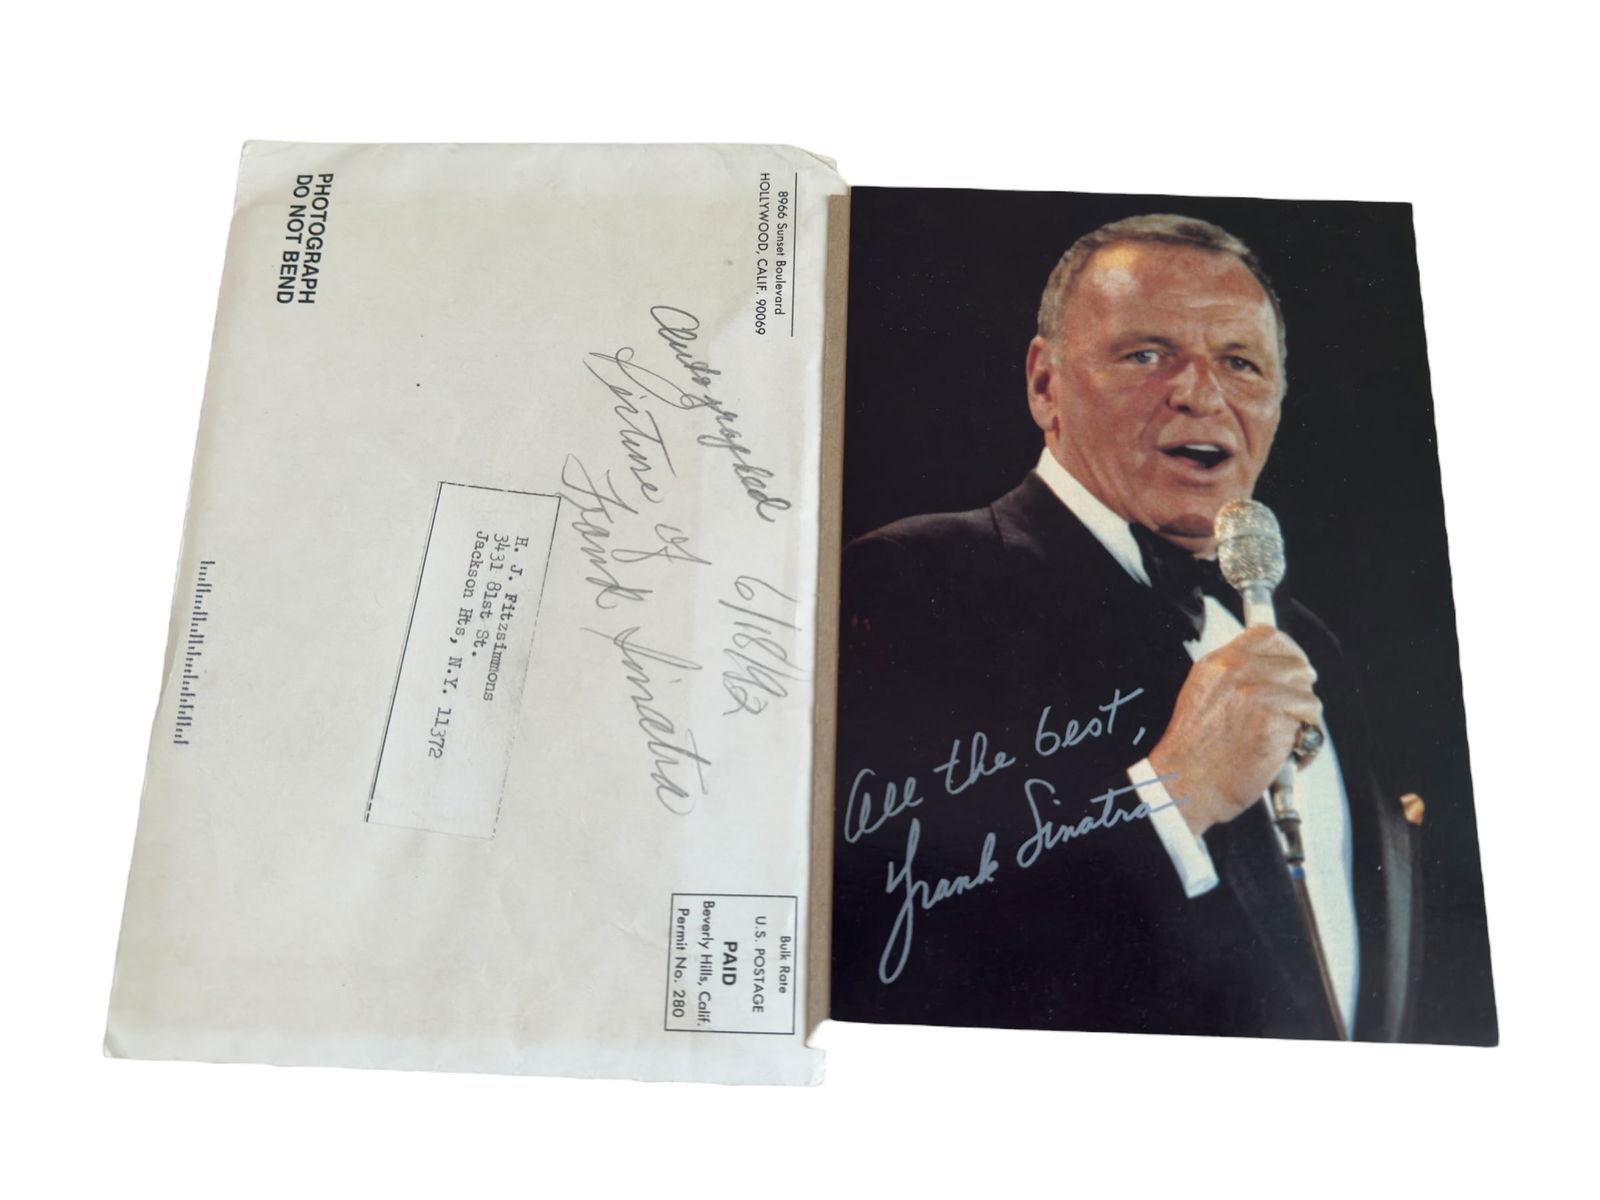 8966 Sunset Boulevard
HOLLYWOOD, CALIF. 90069
PHOTOGRAPH
DO NOT BEND
Autographed 6/18/92
Picture of
Frank Sinatra
H. J. Fitzsimmons
3431 81st St.
Jackson Hts, N.Y. 11372
Bulk Rate
U.S. POSTAGE
PAID
Beverly Hills, Calif.
Permit No. 280
All the best,
Frank Sinatra